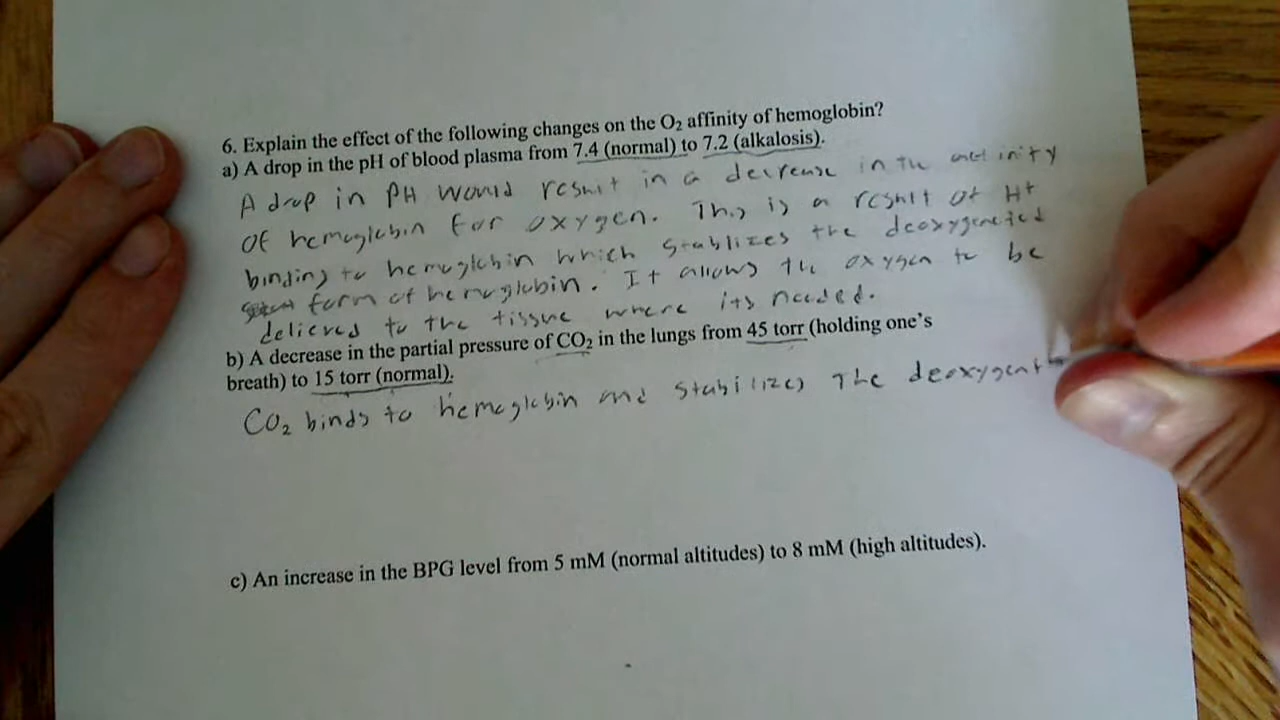 6. Explain the effect of the following changes on the O₂ affinity of hemoglobin?
a) A drop in the pH of blood plasma from 7.4 (normal) to 7.2 (alkalosis).
A drop in pH would result in a decrease in the affinity
of hemoglobin for oxygen. This is a result of H+
binding to hemoglobin which stablizes the deoxygenated
form of hemoglobin. It allows the oxygen to be
delieved to the tissue where its needed.
b) A decrease in the partial pressure of CO₂ in the lungs from 45 torr (holding one's
breath) to 15 torr (normal).
CO₂ binds to hemoglobin and stabilizes The deoxygent
c) An increase in the BPG level from 5 mM (normal altitudes) to 8 mM (high altitudes).